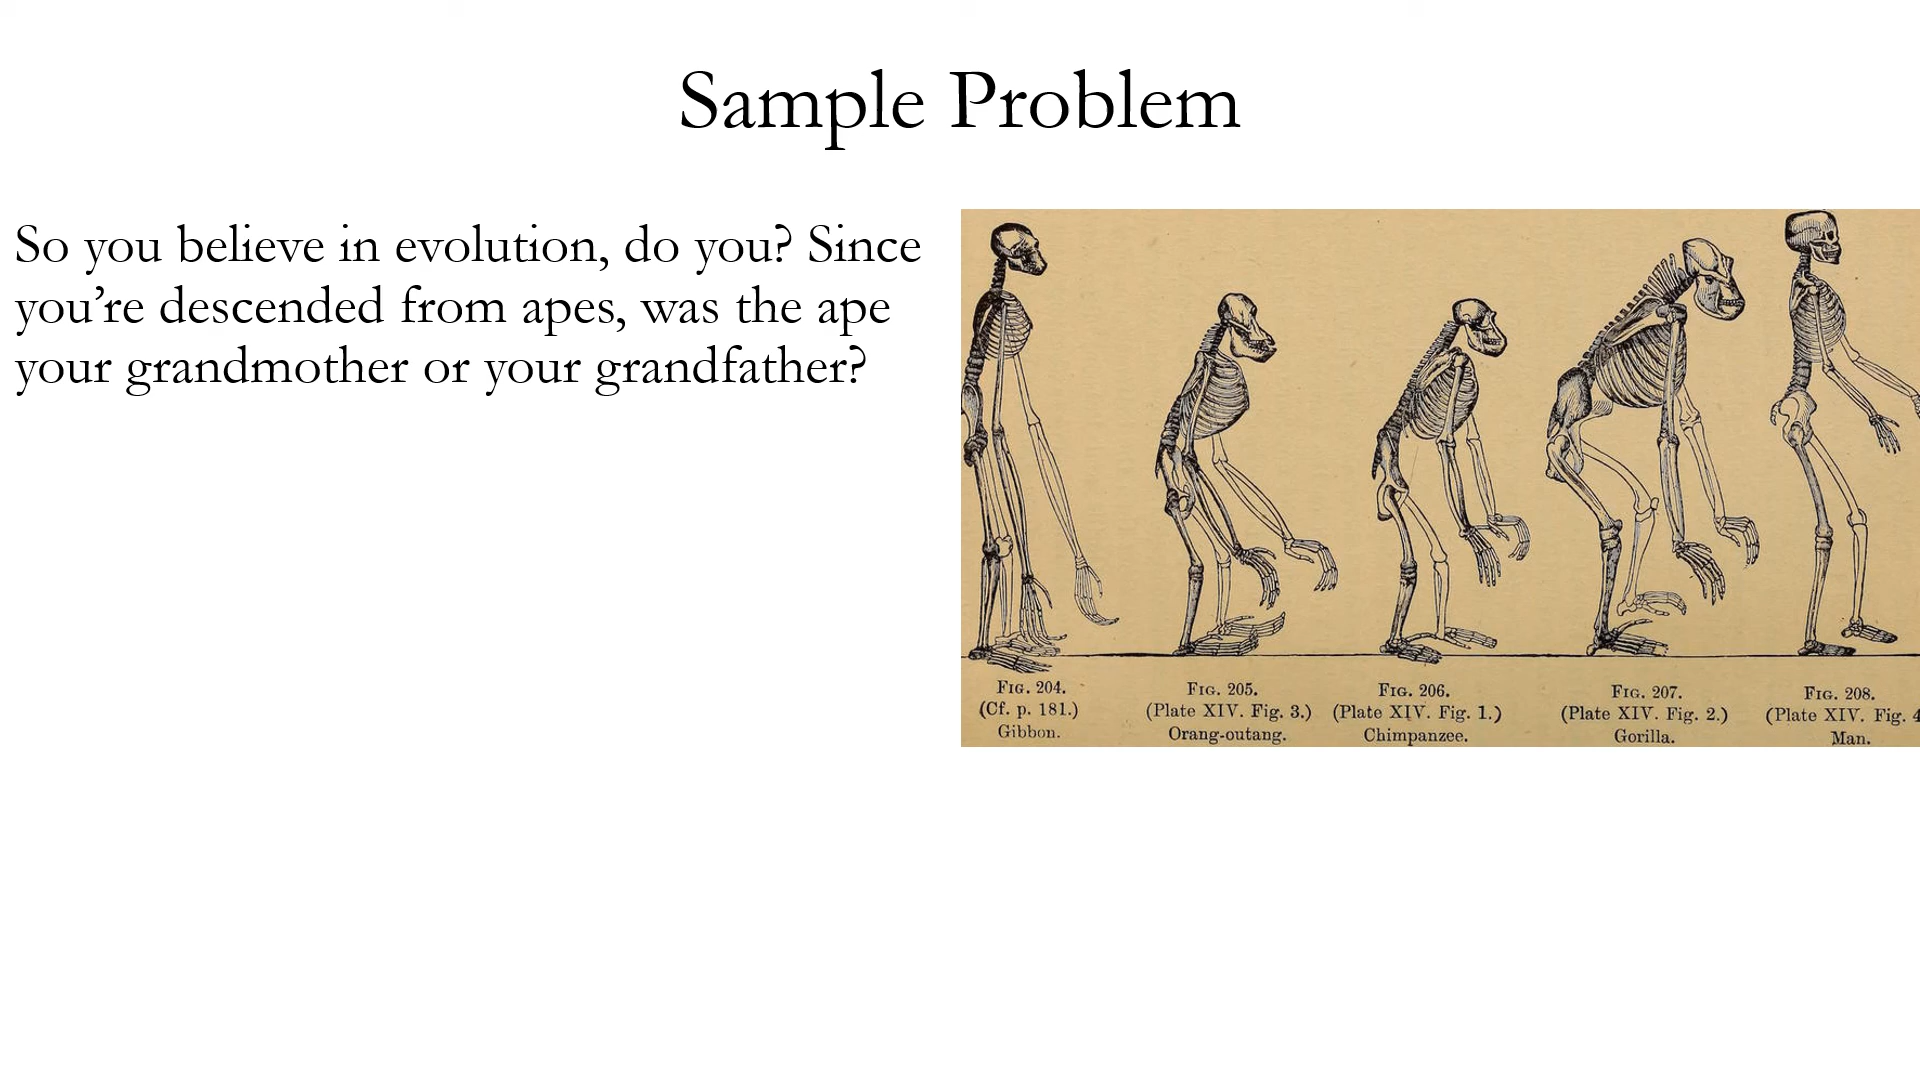 Sample Problem
So you believe in evolution, do you? Since
you’re descended from apes, was the ape
your grandmother or your grandfather?
Fig. 204.
(Cf. p. 181.)
Gibbon.
Fig. 205.
(Plate XIV. Fig. 3.)
Orang-outang.
Fig. 206.
(Plate XIV. Fig. 1.)
Chimpanzee.
Fig. 207.
(Plate XIV. Fig. 2.)
Gorilla.
Fig. 208.
(Plate XIV. Fig. 4
Man.